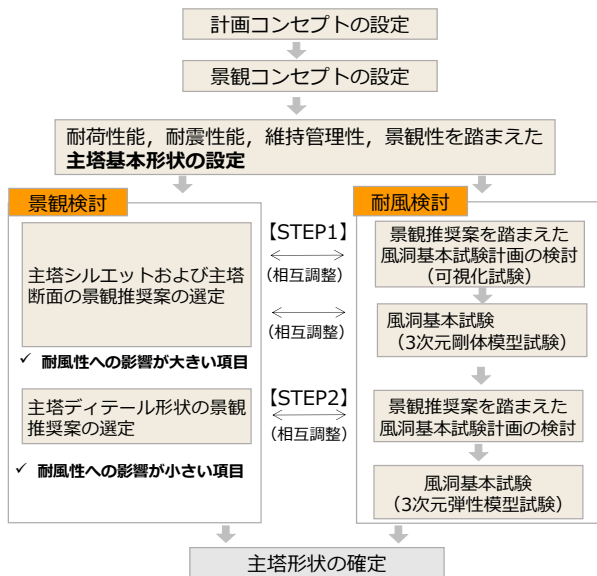 計画コンセプトの設定
景観コンセプトの設定
耐荷性能，耐震性能，維持管理性，景観性を踏まえた
主塔基本形状の設定
景観検討
主塔シルエットおよび主塔
断面の景観推奨案の選定
✓ 耐風性への影響が大きい項目
主塔ディテール形状の景観
推奨案の選定
✓ 耐風性への影響が小さい項目
【STEP1】
（相互調整）
（相互調整）
【STEP2】
（相互調整）
耐風検討
景観推奨案を踏まえた
風洞基本試験計画の検討
（可視化試験）
風洞基本試験
（3次元剛体模型試験）
景観推奨案を踏まえた
風洞基本試験計画の検討
風洞基本試験
（3次元弾性模型試験）
主塔形状の確定